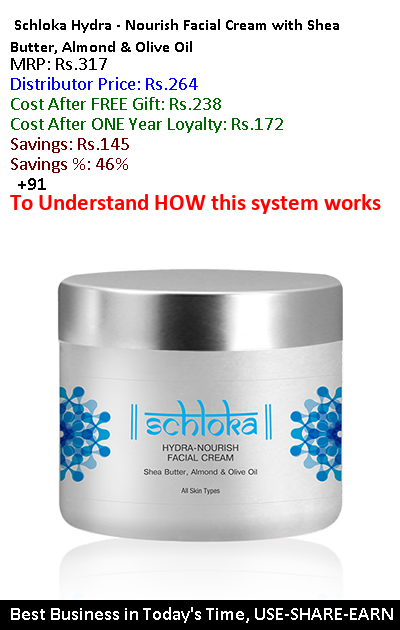 Schloka Hydra - Nourish Facial Cream with Shea
Butter, Almond & Olive Oil
MRP: Rs.317
Distributor Price: Rs.264
Cost After FREE Gift: Rs.238
Cost After ONE Year Loyalty: Rs.172
Savings: Rs.145
Savings %: 46%
+91
To Understand HOW this system works
|| schloka ||
HYDRA-NOURISH
FACIAL CREAM
Shea Butter, Almond & Olive Oil
All Skin Types
Best Business in Today's Time, USE-SHARE-EARN